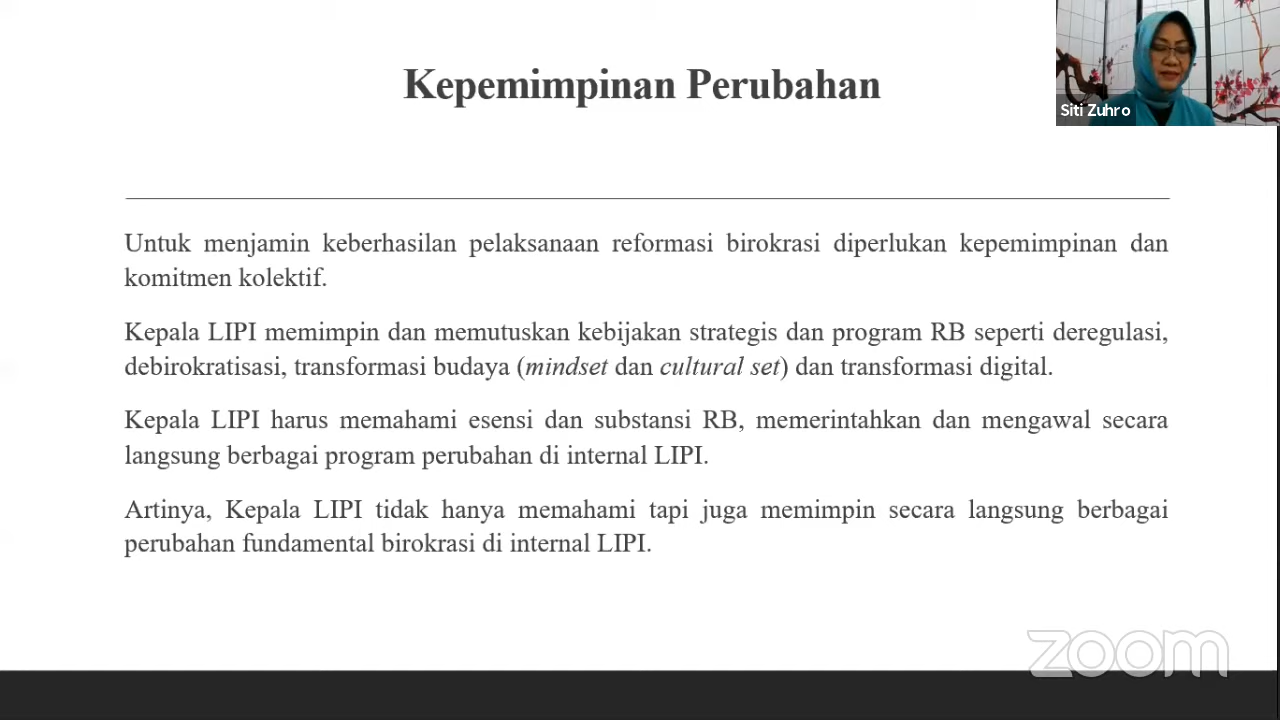 Kepemimpinan Perubahan
Siti Zuhro
Untuk menjamin keberhasilan pelaksanaan reformasi birokrasi diperlukan kepemimpinan dan
komitmen kolektif.
Kepala LIPI memimpin dan memutuskan kebijakan strategis dan program RB seperti deregulasi,
debirokratisasi, transformasi budaya (mindset dan cultural set) dan transformasi digital.
Kepala LIPI harus memahami esensi dan substansi RB, memerintahkan dan mengawal secara
langsung berbagai program perubahan di internal LIPI.
Artinya, Kepala LIPI tidak hanya memahami tapi juga memimpin secara langsung berbagai
perubahan fundamental birokrasi di internal LIPI.
zoom